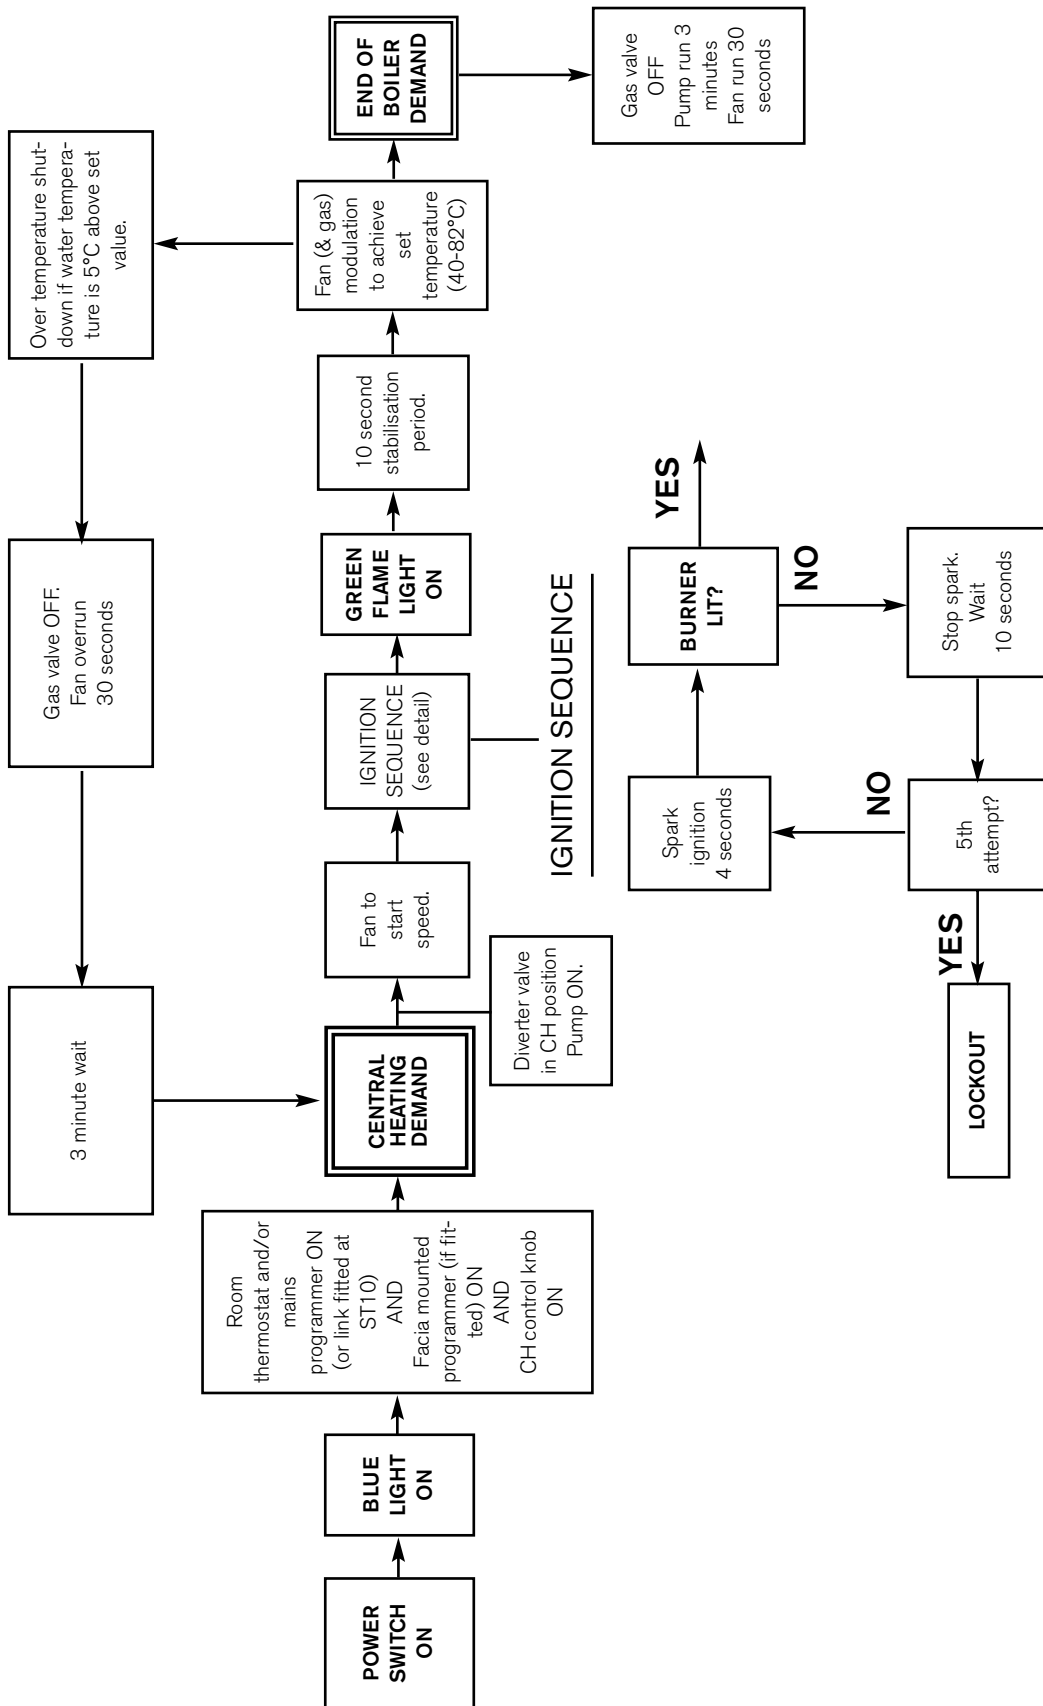 POWER
SWITCH
ON
BLUE
LIGHT
ON
Room
thermostat and/or
mains
programmer ON
(or link fitted at
ST10)
AND
Facia mounted
programmer (if fit-
ted) ON
AND
CH control knob
ON
CENTRAL
HEATING
DEMAND
Diverter valve
in CH position
Pump ON.
Fan to
start
speed.
IGNITION
SEQUENCE
(see detail)
GREEN
FLAME
LIGHT
ON
10 second
stabilisation
period.
Fan (& gas)
modulation
to achieve
set
temperature
(40-82°C)
END OF
BOILER
DEMAND
Gas valve
OFF
Pump run 3
minutes
Fan run 30
seconds
Over temperature shut-
down if water tempera-
ture is 5°C above set
value.
Gas valve OFF.
Fan overrun
30 seconds
3 minute wait
IGNITION SEQUENCE
Spark
ignition
4 seconds
BURNER
LIT?
YES
NO
Stop spark.
Wait
10 seconds
5th
attempt?
NO
YES
LOCKOUT